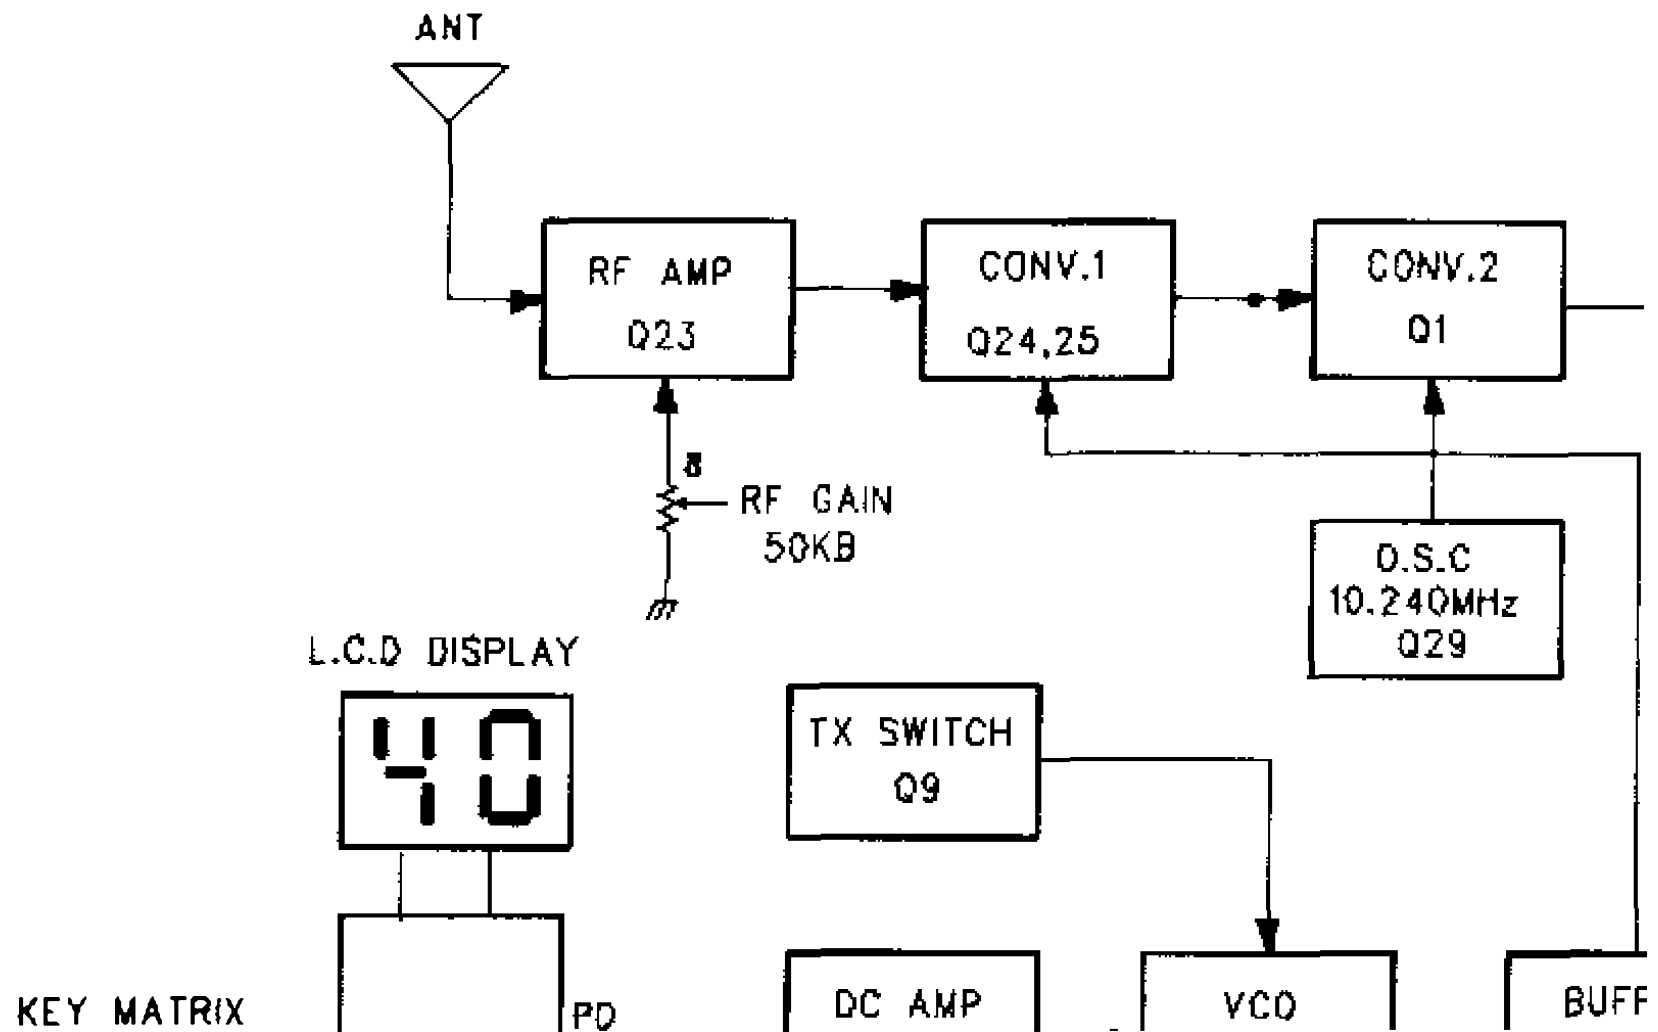 ANT
RF AMP
Q23
CONV.1
Q24,25
CONV.2
Q1
RF GAIN
50KB
O.S.C
10.240MHz
Q29
L.C.D DISPLAY
40
TX SWITCH
Q9
KEY MATRIX
PD
DC AMP
VCO
BUFF